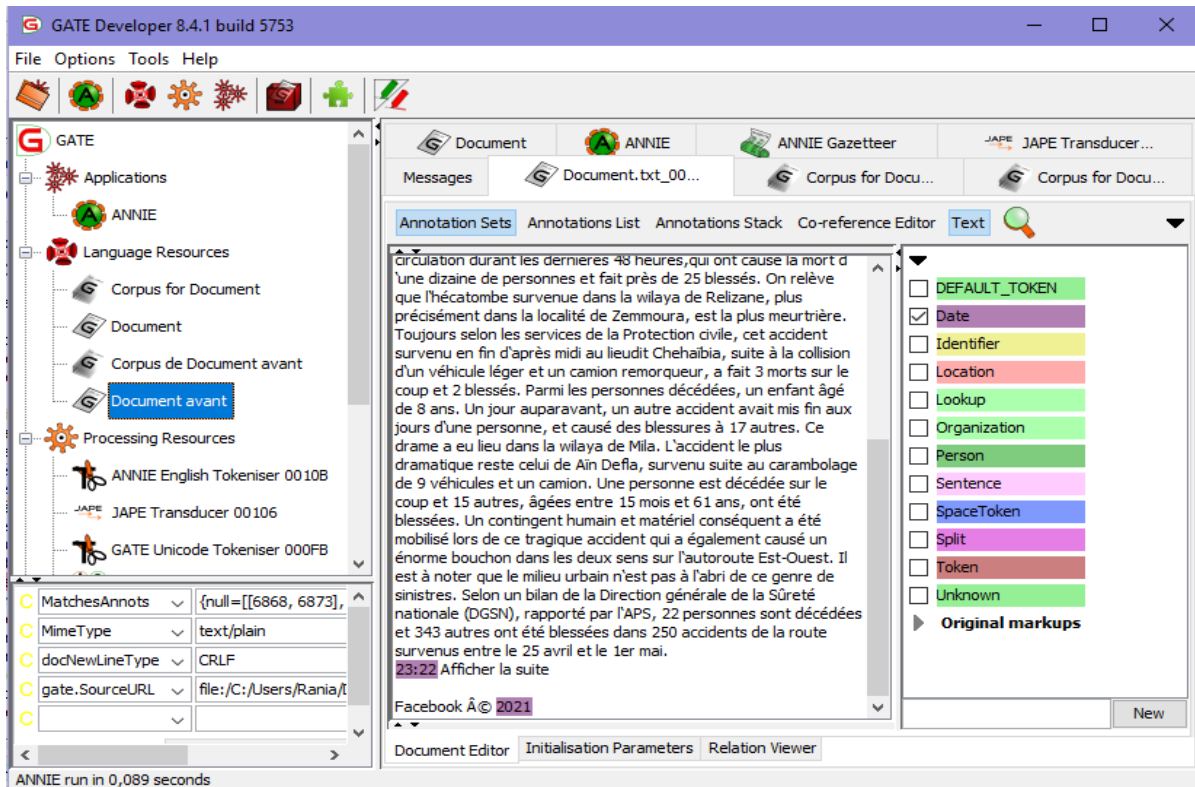 GATE Developer 8.4.1 build 5753
File Options Tools Help
GATE
Applications
ANNIE
Language Resources
Corpus for Document
Document
Corpus de Document avant
Document avant
Processing Resources
ANNIE English Tokeniser 0010B
JAPE Transducer 00106
GATE Unicode Tokeniser 000FB
C MatchesAnnots {null=[[6868, 6873],
C MimeType text/plain
C docNewLineType CRLF
C gate.SourceURL file:/C:/Users/Rania/
C
Document ANNIE ANNIE Gazetteer JAPE Transducer...
Messages Document.txt_00... Corpus for Docu... Corpus for Docu...
Annotation Sets Annotations List Annotations Stack Co-reference Editor Text
circulation durant les dernières 48 heures,qui ont causé la mort d
'une dizaine de personnes et fait près de 25 blessés. On relève
que l'hécatombe survenue dans la wilaya de Relizane, plus
précisément dans la localité de Zemmoura, est la plus meurtrière.
Toujours selon les services de la Protection civile, cet accident
survenu en fin d'après midi au lieudit Chehaïbia, suite à la collision
d'un véhicule léger et un camion remorqueur, a fait 3 morts sur le
coup et 2 blessés. Parmi les personnes décédées, un enfant âgé
de 8 ans. Un jour auparavant, un autre accident avait mis fin aux
jours d'une personne, et causé des blessures à 17 autres. Ce
drame a eu lieu dans la wilaya de Mila. L'accident le plus
dramatique reste celui de Aïn Defla, survenu suite au carambolage
de 9 véhicules et un camion. Une personne est décédée sur le
coup et 15 autres, âgées entre 15 mois et 61 ans, ont été
blessées. Un contingent humain et matériel conséquent a été
mobilisé lors de ce tragique accident qui a également causé un
énorme bouchon dans les deux sens sur l'autoroute Est-Ouest. Il
est à noter que le milieu urbain n'est pas à l'abri de ce genre de
sinistres. Selon un bilan de la Direction générale de la Sûreté
nationale (DGSN), rapporté par l'APS, 22 personnes sont décédées
et 343 autres ont été blessées dans 250 accidents de la route
survenus entre le 25 avril et le 1er mai.
23:22 Afficher la suite
Facebook Â© 2021
DEFAULT_TOKEN
Date
Identifier
Location
Lookup
Organization
Person
Sentence
SpaceToken
Split
Token
Unknown
Original markups
New
Document Editor Initialisation Parameters Relation Viewer
ANNIE run in 0,089 seconds